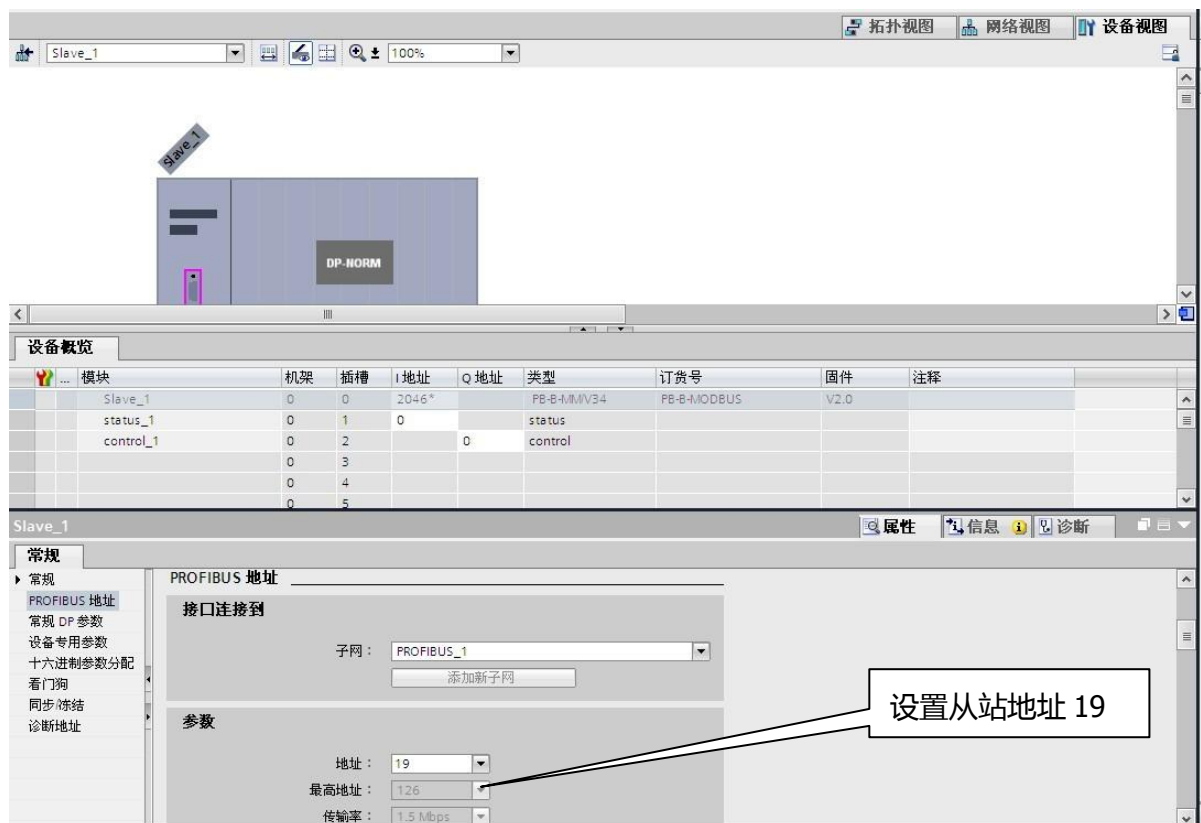 拓扑视图 网络视图 设备视图
Slave_1 100%
slave_1
DP-NORM
设备概览
... 模块 机架 插槽 I 地址 Q 地址 类型 订货号 固件 注释
Slave_1 0 0 2046* PB-B-MM/V34 PB-B-MODBUS V2.0
status_1 0 1 0 status
control_1 0 2 0 control
0 3
0 4
0 5
Slave_1 属性 信息 诊断
常规
常规
PROFIBUS 地址
常规 DP 参数
设备专用参数
十六进制参数分配
看门狗
同步/冻结
诊断地址
PROFIBUS 地址
接口连接到
子网： PROFIBUS_1
添加新子网
参数
地址： 19
最高地址： 126
传输率： 1.5 Mbps
设置从站地址 19